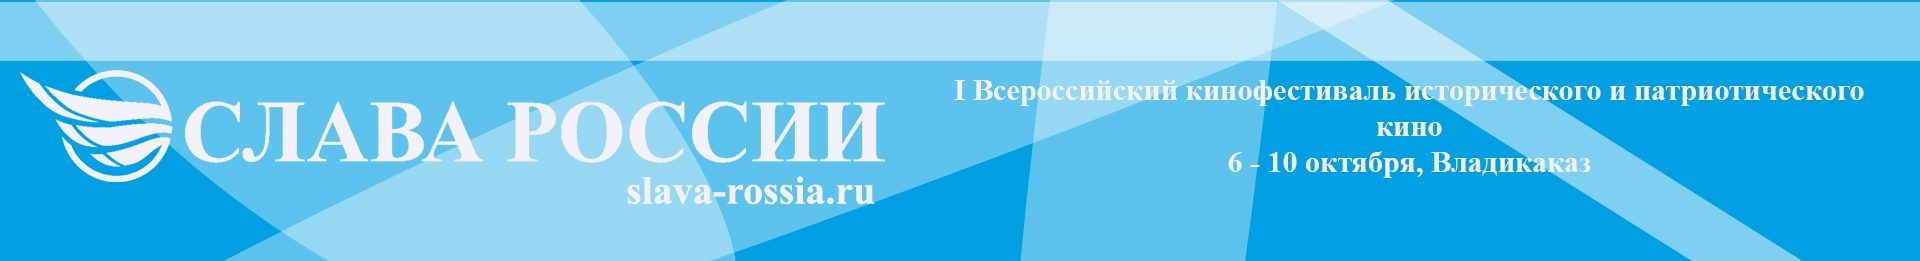 СЛАВА РОССИИ
slava-rossia.ru
I Всероссийский кинофестиваль исторического и патриотического
кино
6 - 10 октября, Владикаказ